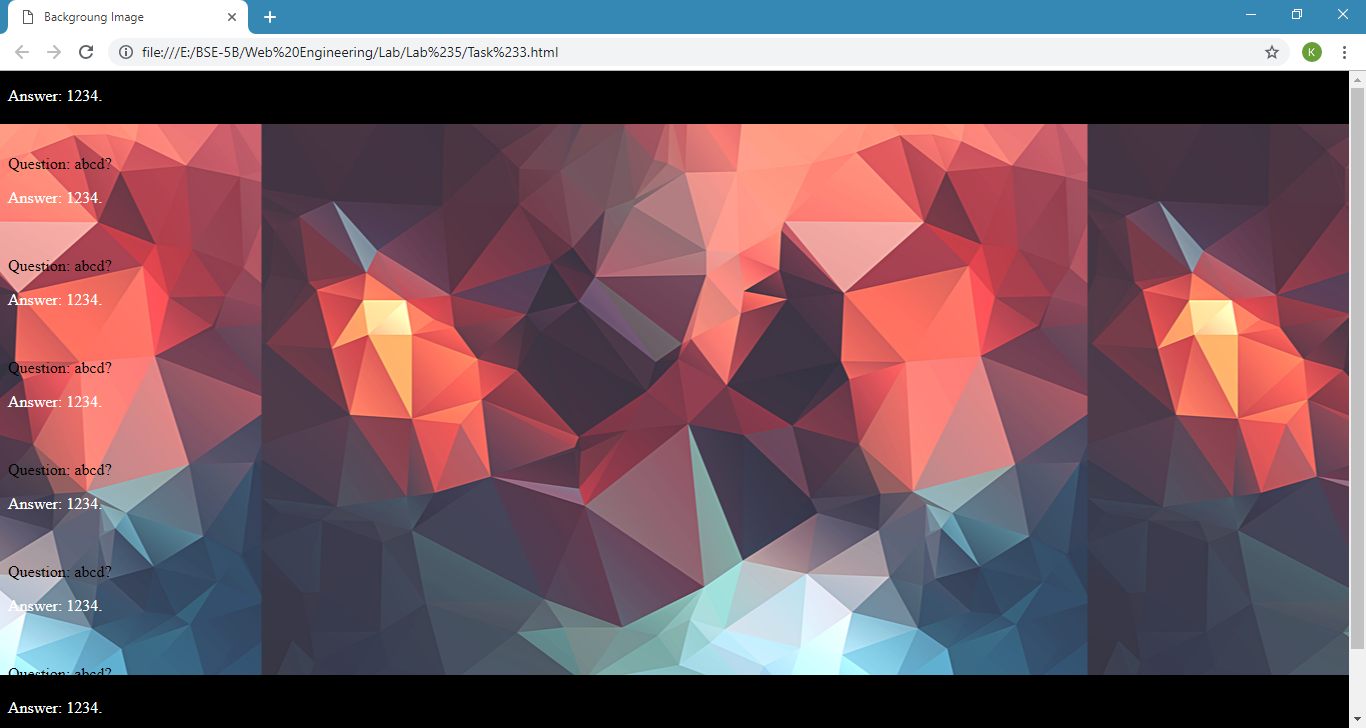 Backgroung Image
file:///E:/BSE-5B/Web%20Engineering/Lab/Lab%235/Task%233.html
K
Answer: 1234.
Question: abcd?
Answer: 1234.
Question: abcd?
Answer: 1234.
Question: abcd?
Answer: 1234.
Question: abcd?
Answer: 1234.
Question: abcd?
Answer: 1234.
Question: abcd?
Answer: 1234.